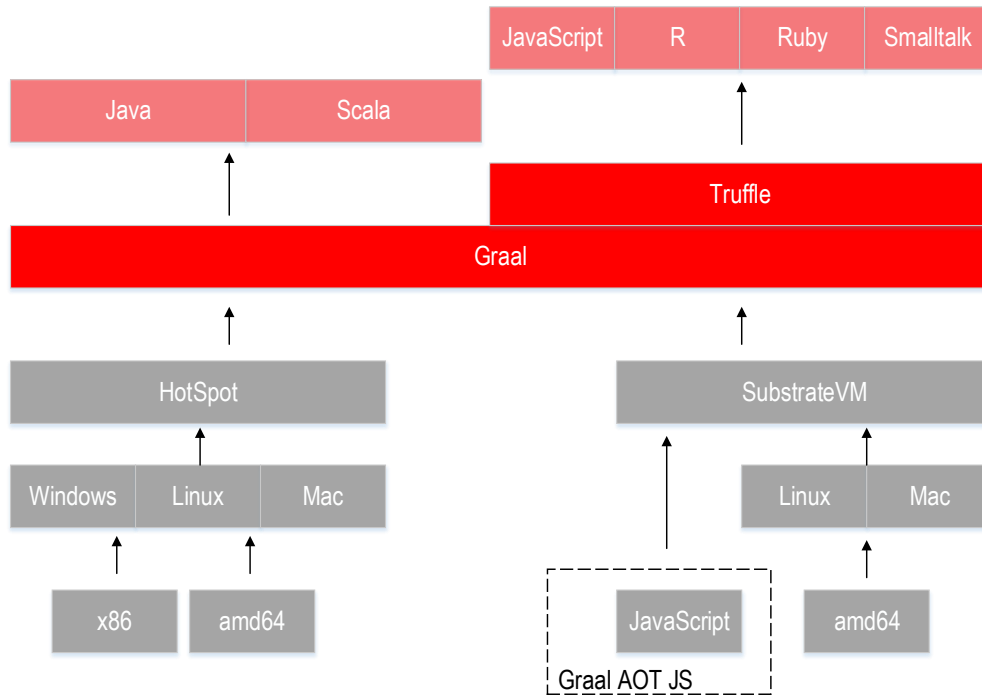 JavaScript R Ruby Smalltalk
Java Scala
Truffle
Graal
HotSpot SubstrateVM
Windows Linux Mac Linux Mac
x86 amd64 JavaScript amd64
Graal AOT JS